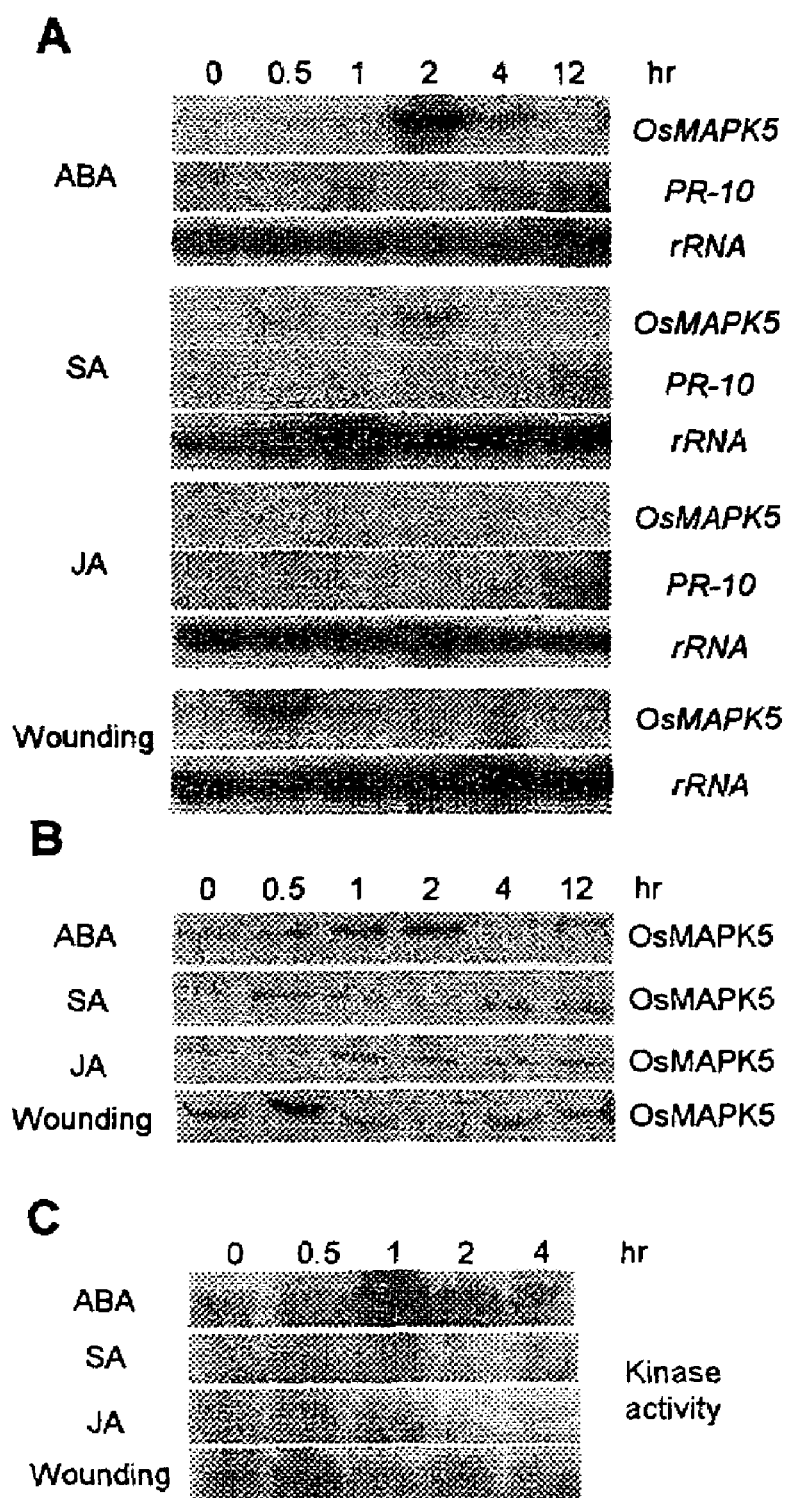 A
0 0.5 1 2 4 12 hr
OsMAPK5
ABA
PR-10
rRNA
OsMAPK5
SA
PR-10
rRNA
OsMAPK5
JA
PR-10
rRNA
Wounding
OsMAPK5
rRNA
B
0 0.5 1 2 4 12 hr
ABA OsMAPK5
SA OsMAPK5
JA OsMAPK5
Wounding OsMAPK5
C
0 0.5 1 2 4 hr
ABA
SA
Kinase
activity
JA
Wounding